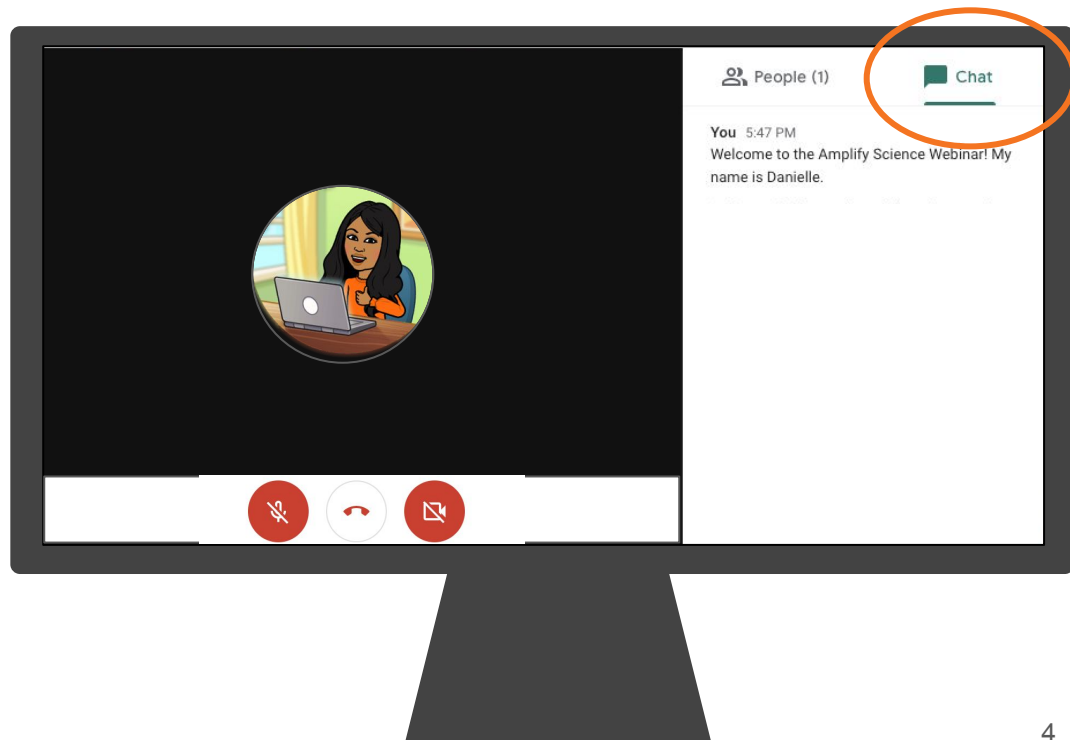 People (1)
Chat
You 5:47 PM
Welcome to the Amplify Science Webinar! My
name is Danielle.
4